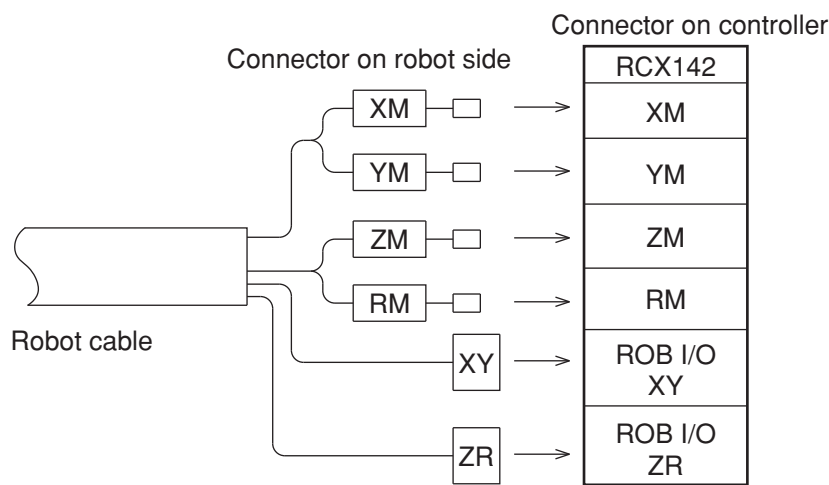 Connector on controller
Connector on robot side
RCX142
XM
XM
YM
YM
ZM
ZM
RM
RM
Robot cable
XY
ROB I/O
XY
ZR
ROB I/O
ZR